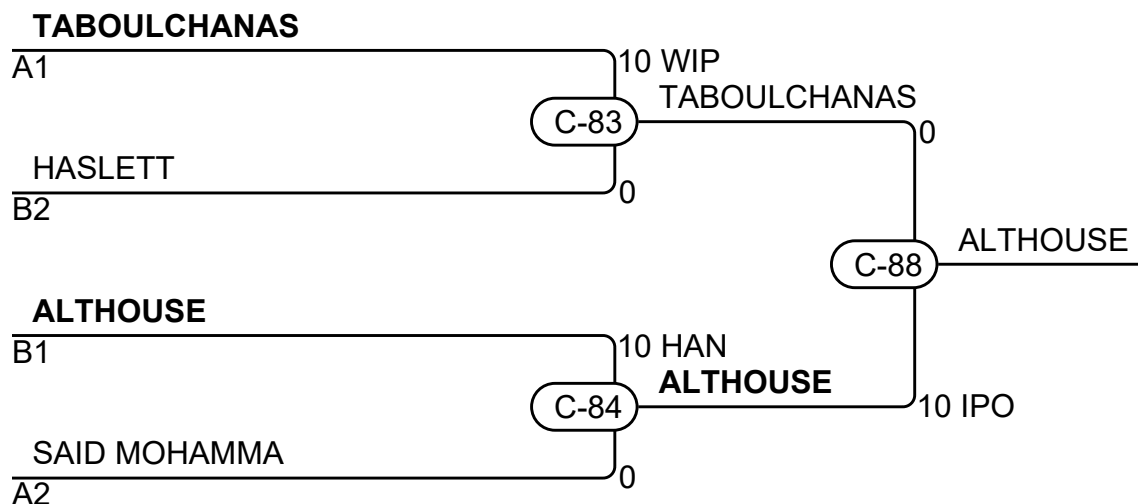 TABOULCHANAS
A1
10 WIP
TABOULCHANAS
C-83
0
HASLETT
B2
0
ALTHOUSE
C-88
ALTHOUSE
B1
10 HAN
ALTHOUSE
C-84
10 IPO
SAID MOHAMMA
A2
0